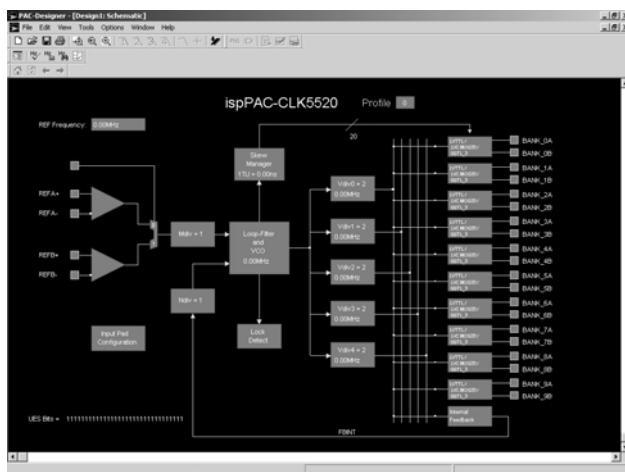 PAC-Designer - [Design1: Schematic]
File Edit View Tools Options Window Help
ispPAC-CLK5520 Profile 0
REF Frequency: 0.00MHz
20
Skew
Manager
1TU = 0.00ns
REFA+
REFA-
REFB+
REFB-
Mdiv = 1
Ndiv = 1
Loop-Filter
and
VCO
0.00MHz
Lock
Detect
Input Pad
Configuration
Vdiv0 = 2
0.00MHz
Vdiv1 = 2
0.00MHz
Vdiv2 = 2
0.00MHz
Vdiv3 = 2
0.00MHz
Vdiv4 = 2
0.00MHz
BANK_0A
BANK_0B
BANK_1A
BANK_1B
BANK_2A
BANK_2B
BANK_3A
BANK_3B
BANK_4A
BANK_4B
BANK_5A
BANK_5B
BANK_6A
BANK_6B
BANK_7A
BANK_7B
BANK_8A
BANK_8B
BANK_9A
BANK_9B
Internal
Feedback
FBINT
UES Bits =